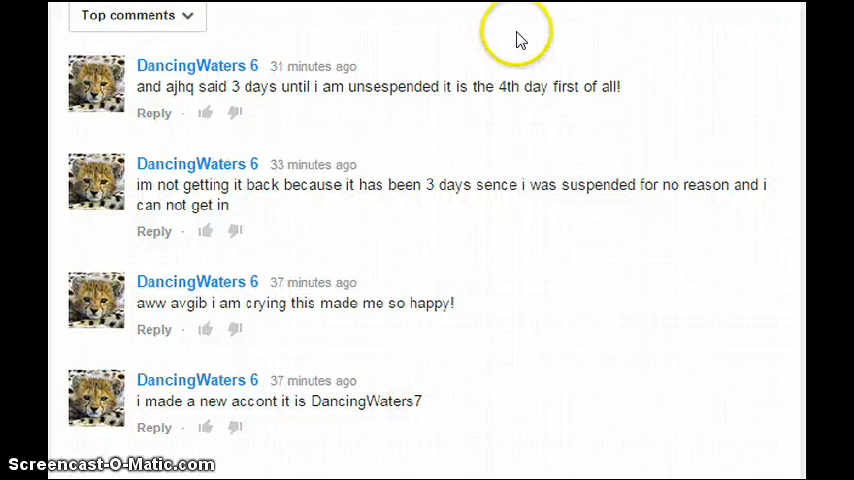 Top comments
DancingWaters 6 31 minutes ago
and ajhq said 3 days until i am unsespended it is the 4th day first of all!
Reply
DancingWaters 6 33 minutes ago
im not getting it back because it has been 3 days sence i was suspended for no reason and i
can not get in
Reply
DancingWaters 6 37 minutes ago
aww avgib i am crying this made me so happy!
Reply
DancingWaters 6 37 minutes ago
i made a new accont it is DancingWaters7
Reply
Screencast-O-Matic.com